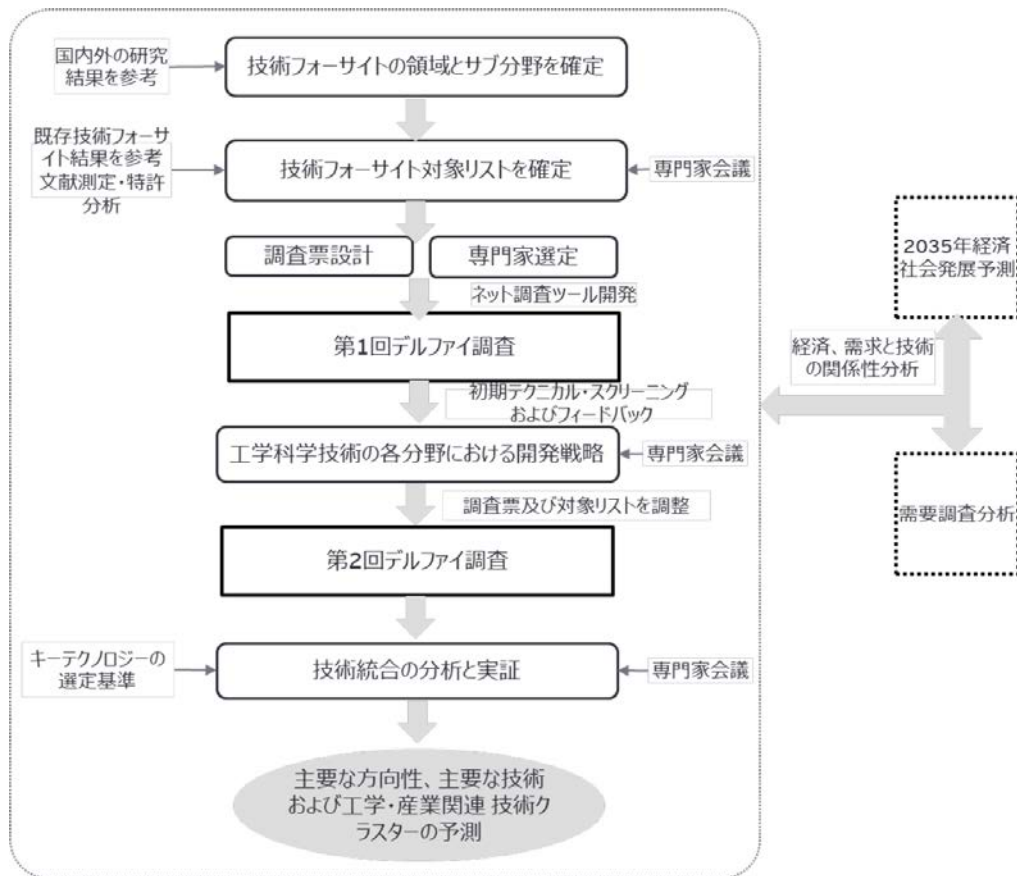 国内外の研究
結果を参考
技術フォーサイトの領域とサブ分野を確定
既存技術フォーサ
イト結果を参考
文献測定・特許
分析
技術フォーサイト対象リストを確定
専門家会議
調査票設計
専門家選定
ネット調査ツール開発
第1回デルファイ調査
初期テクニカル・スクリーニング
およびフィードバック
工学科学技術の各分野における開発戦略
専門家会議
調査票及び対象リストを調整
第2回デルファイ調査
キーテクノロジーの
選定基準
技術統合の分析と実証
専門家会議
主要な方向性、主要な技術
および工学・産業関連 技術ク
ラスターの予測
2035年経済
社会発展予測
経済、需求と技術
の関係性分析
需要調査分析